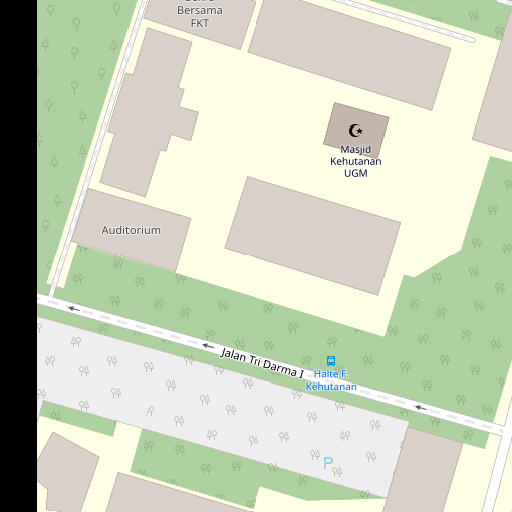 Bersama
FKT
Masjid
Kehutanan
UGM
Auditorium
Jalan Tri Darma I
Halte F.
Kehutanan
P